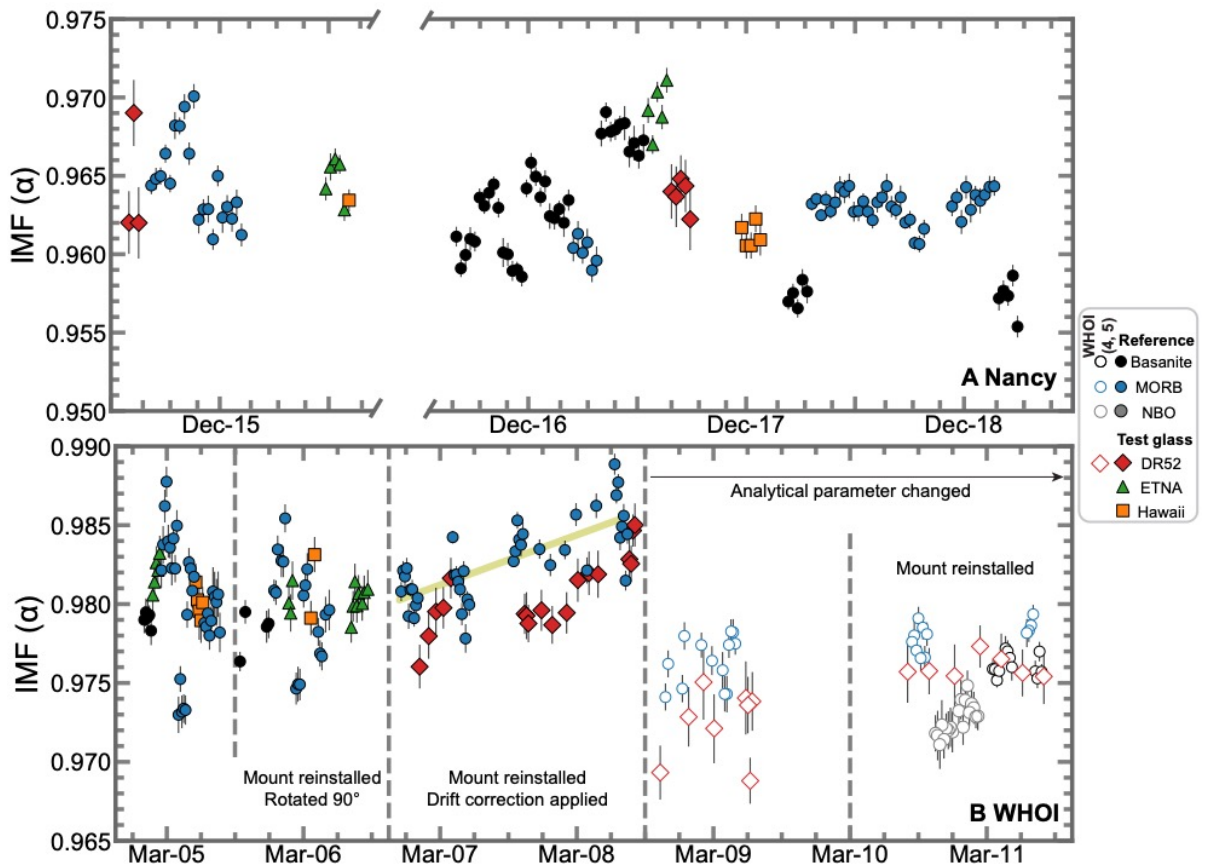 0.975
0.970
0.965
0.960
0.955
0.950
IMF (α)
A Nancy
Dec-15
Dec-16
Dec-17
Dec-18
WHOI
(4, 5)
Reference
Basanite
MORB
NBO
Test glass
DR52
ETNA
Hawaii
0.990
0.985
0.980
0.975
0.970
0.965
IMF (α)
Analytical parameter changed
Mount reinstalled
Mount reinstalled
Rotated 90°
Mount reinstalled
Drift correction applied
B WHOI
Mar-05
Mar-06
Mar-07
Mar-08
Mar-09
Mar-10
Mar-11